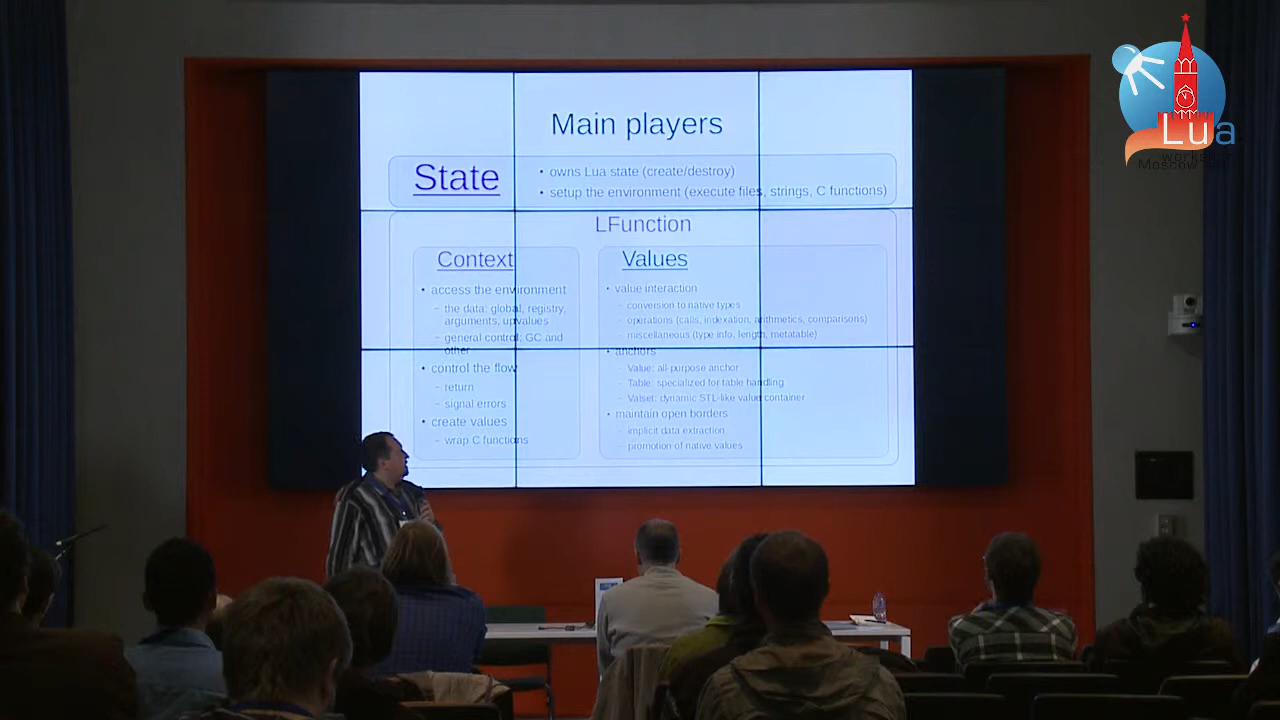 Main players
State
• owns Lua state (create/destroy)
• setup the environment (execute files, strings, C functions)
LFunction
Context
• access the environment
– the data: global, registry,
arguments, upvalues
– general control: GC and
other
• control the flow
– return
– signal errors
• create values
– wrap C functions
Values
• value interaction
– conversion to native types
– operations (calls, indexation, arithmetics, comparisons)
– miscellaneous (type info, length, metatable)
• anchors
– Value: all-purpose anchor
– Table: specialized for table handling
– Valset: dynamic STL-like value container
• maintain open borders
– implicit data extraction
– promotion of native values
Lua
workshop
Moscow